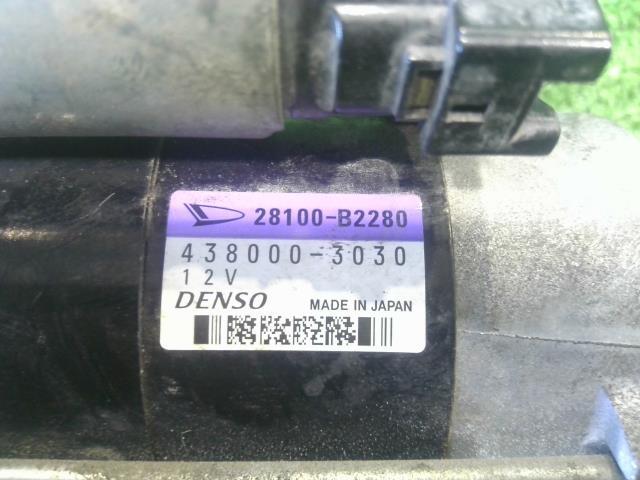 28100-B2280
438000-3030
12V
DENSO MADE IN JAPAN